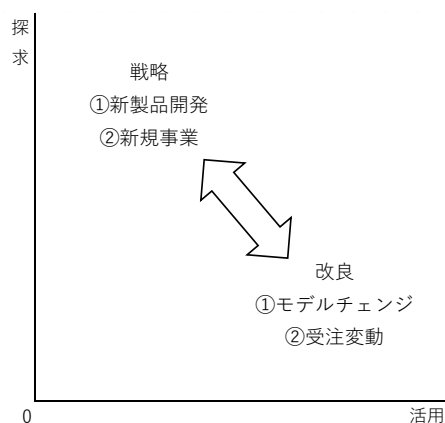 探求
戦略
①新製品開発
②新規事業
改良
①モデルチェンジ
②受注変動
0
活用